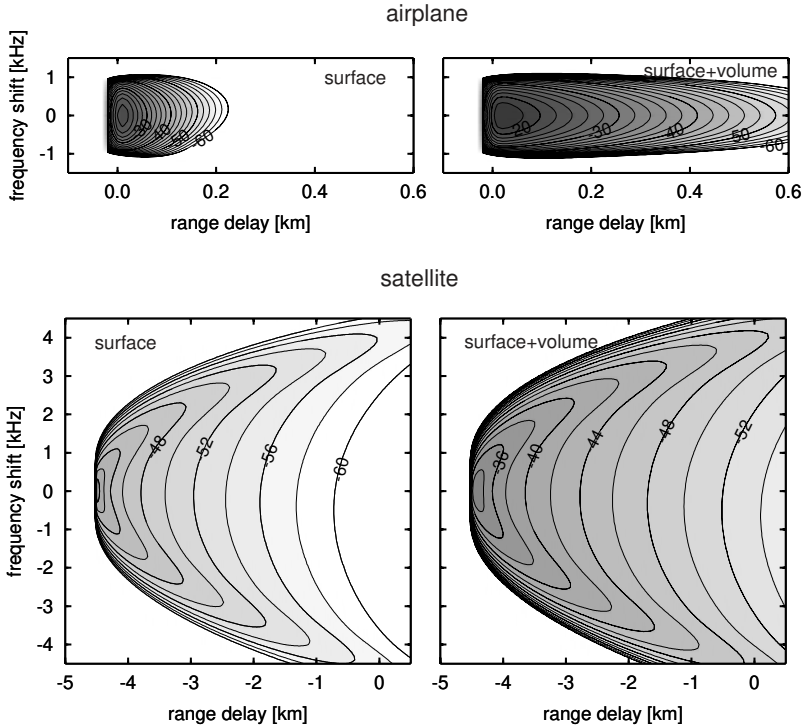 airplane
frequency shift [kHz]
1
0
-1
surface
-30
-40
-50
-60
0.0 0.2 0.4 0.6
range delay [km]
surface+volume
-20
-30
-40
50
-60
0.0 0.2 0.4 0.6
range delay [km]
satellite
frequency shift [kHz]
4
3
2
1
0
-1
-2
-3
-4
surface
-48
-52
-56
-60
-5 -4 -3 -2 -1 0
range delay [km]
surface+volume
-36
-40
-44
-48
-52
-5 -4 -3 -2 -1 0
range delay [km]